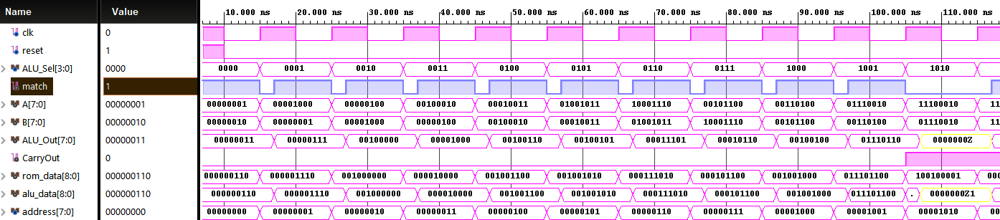 Name Value 10.000 ns 20.000 ns 30.000 ns 40.000 ns 50.000 ns 60.000 ns 70.000 ns 80.000 ns 90.000 ns 100.000 ns 110.000 ns
clk 0
reset 1
ALU_Sel[3:0] 0000 0000 0001 0010 0011 0100 0101 0110 0111 1000 1001 1010
match 1
A[7:0] 00000001 00000001 00001000 00000100 00100010 00010011 01001011 10001110 00101100 00110100 01110010 11100010 11
B[7:0] 00000010 00000010 00000001 00001000 00000100 00100010 00010011 01001011 10001110 00101100 00110100 01110010 11
ALU_Out[7:0] 00000011 00000011 00000111 00100000 00001000 00100110 00100101 00011101 00010110 00100100 01110110 0000000Z
CarryOut 0
rom_data[8:0] 000000110 000000110 000001110 001000000 000010000 001001100 001001010 000111010 000101100 001001000 011101100 100100001 00
alu_data[8:0] 000000110 000000110 000001110 001000000 000010000 001001100 001001010 000111010 000101100 001001000 011101100 . 0000000Z1
address[7:0] 00000000 00000000 00000001 00000010 00000011 00000100 00000101 00000110 00000111 00001000 00001001 00001010 00